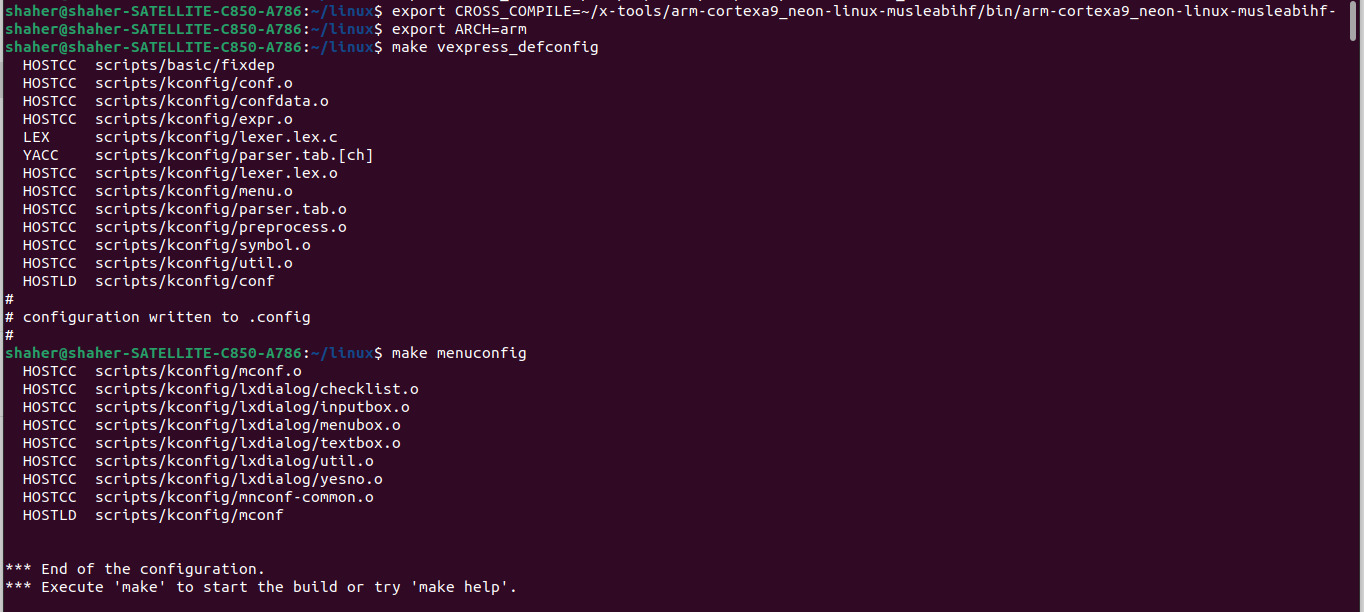 shaher@shaher-SATELLITE-C850-A786:~/linux$ export CROSS_COMPILE=~/x-tools/arm-cortexa9_neon-linux-musleabihf/bin/arm-cortexa9_neon-linux-musleabihf-
shaher@shaher-SATELLITE-C850-A786:~/linux$ export ARCH=arm
shaher@shaher-SATELLITE-C850-A786:~/linux$ make vexpress_defconfig
  HOSTCC  scripts/basic/fixdep
  HOSTCC  scripts/kconfig/conf.o
  HOSTCC  scripts/kconfig/confdata.o
  HOSTCC  scripts/kconfig/expr.o
  LEX     scripts/kconfig/lexer.lex.c
  YACC    scripts/kconfig/parser.tab.[ch]
  HOSTCC  scripts/kconfig/lexer.lex.o
  HOSTCC  scripts/kconfig/menu.o
  HOSTCC  scripts/kconfig/parser.tab.o
  HOSTCC  scripts/kconfig/preprocess.o
  HOSTCC  scripts/kconfig/symbol.o
  HOSTCC  scripts/kconfig/util.o
  HOSTLD  scripts/kconfig/conf
#
# configuration written to .config
#
shaher@shaher-SATELLITE-C850-A786:~/linux$ make menuconfig
  HOSTCC  scripts/kconfig/mconf.o
  HOSTCC  scripts/kconfig/lxdialog/checklist.o
  HOSTCC  scripts/kconfig/lxdialog/inputbox.o
  HOSTCC  scripts/kconfig/lxdialog/menubox.o
  HOSTCC  scripts/kconfig/lxdialog/textbox.o
  HOSTCC  scripts/kconfig/lxdialog/util.o
  HOSTCC  scripts/kconfig/lxdialog/yesno.o
  HOSTCC  scripts/kconfig/mnconf-common.o
  HOSTLD  scripts/kconfig/mconf
*** End of the configuration.
*** Execute 'make' to start the build or try 'make help'.